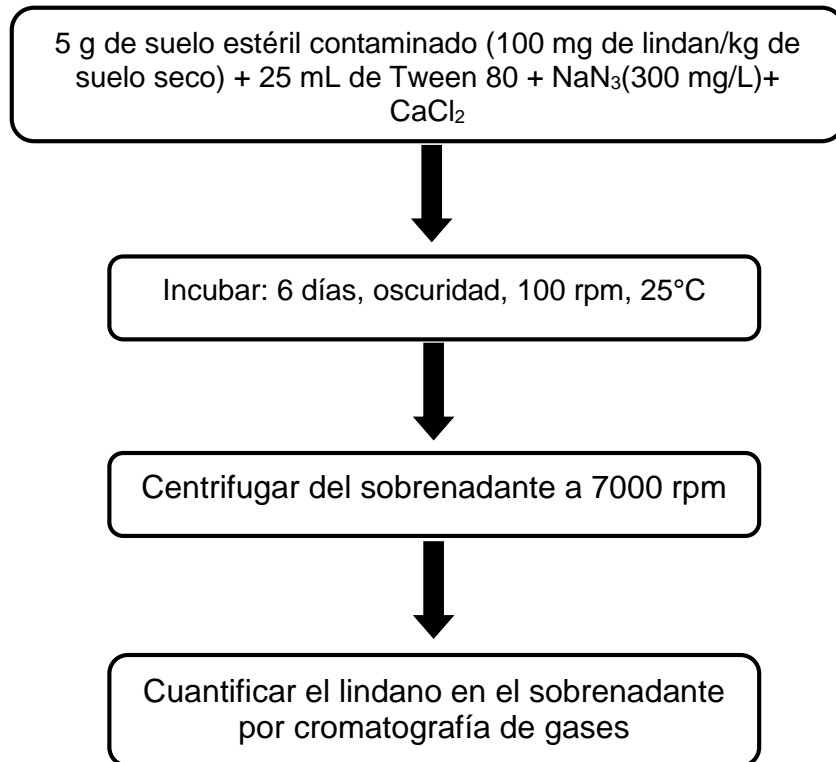 5 g de suelo estéril contaminado (100 mg de lindan/kg de
suelo seco) + 25 mL de Tween 80 + NaN₃(300 mg/L)+
CaCl₂
Incubar: 6 días, oscuridad, 100 rpm, 25°C
Centrifugar del sobrenadante a 7000 rpm
Cuantificar el lindano en el sobrenadante
por cromatografía de gases